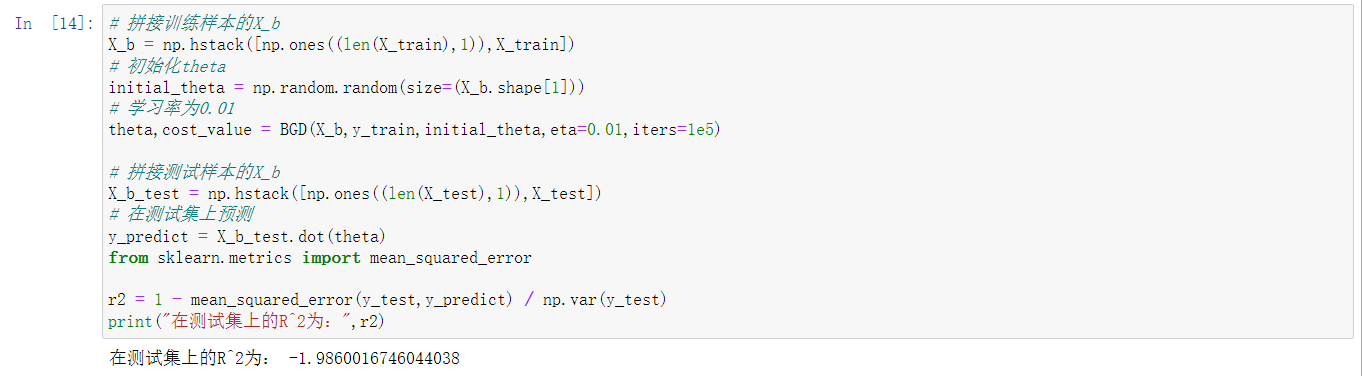 In [14]: # 拼接训练样本的X_b
X_b = np.hstack([np.ones((len(X_train),1)),X_train])
# 初始化theta
initial_theta = np.random.random(size=(X_b.shape[1]))
# 学习率为0.01
theta,cost_value = BGD(X_b,y_train,initial_theta,eta=0.01,iters=1e5)
# 拼接测试样本的X_b
X_b_test = np.hstack([np.ones((len(X_test),1)),X_test])
# 在测试集上预测
y_predict = X_b_test.dot(theta)
from sklearn.metrics import mean_squared_error
r2 = 1 - mean_squared_error(y_test,y_predict) / np.var(y_test)
print("在测试集上的R^2为：",r2)
在测试集上的R^2为： -1.9860016746044038